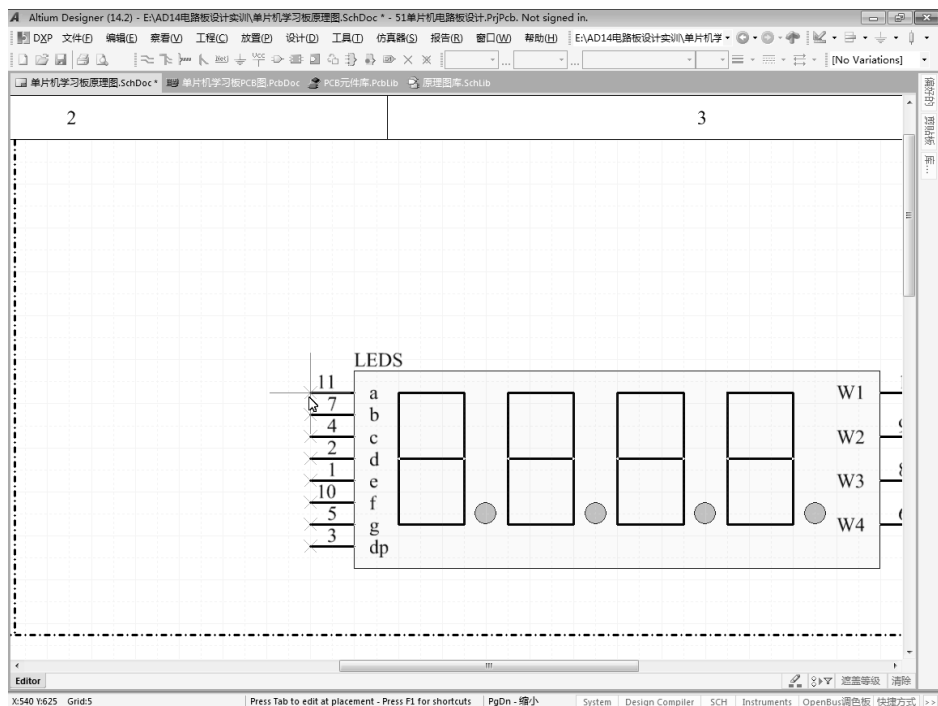 Altium Designer (14.2) - E:\AD14电路板设计实训\单片机学习板原理图.SchDoc * - 51单片机电路板设计.PrjPcb. Not signed in.
DXP 文件(F) 编辑(E) 察看(V) 工程(C) 放置(P) 设计(D) 工具(T) 仿真器(S) 报告(R) 窗口(W) 帮助(H) E:\AD14电路板设计实训\单片机学
[No Variations]
单片机学习板原理图.SchDoc * 单片机学习板PCB图.PcbDoc PCB元件库.PcbLib 原理图库.SchLib
偏好的
剪贴板
库...
2 3
LEDS
11 a W1
7 b
4 c W2
2 d
1 e W3 8
10 f
5 g W4
3 dp
Editor 遮盖等级 清除
X:540 Y:625 Grid:5 Press Tab to edit at placement - Press F1 for shortcuts PgDn - 缩小 System Design Compiler SCH Instruments OpenBus调色板 快捷方式 >>